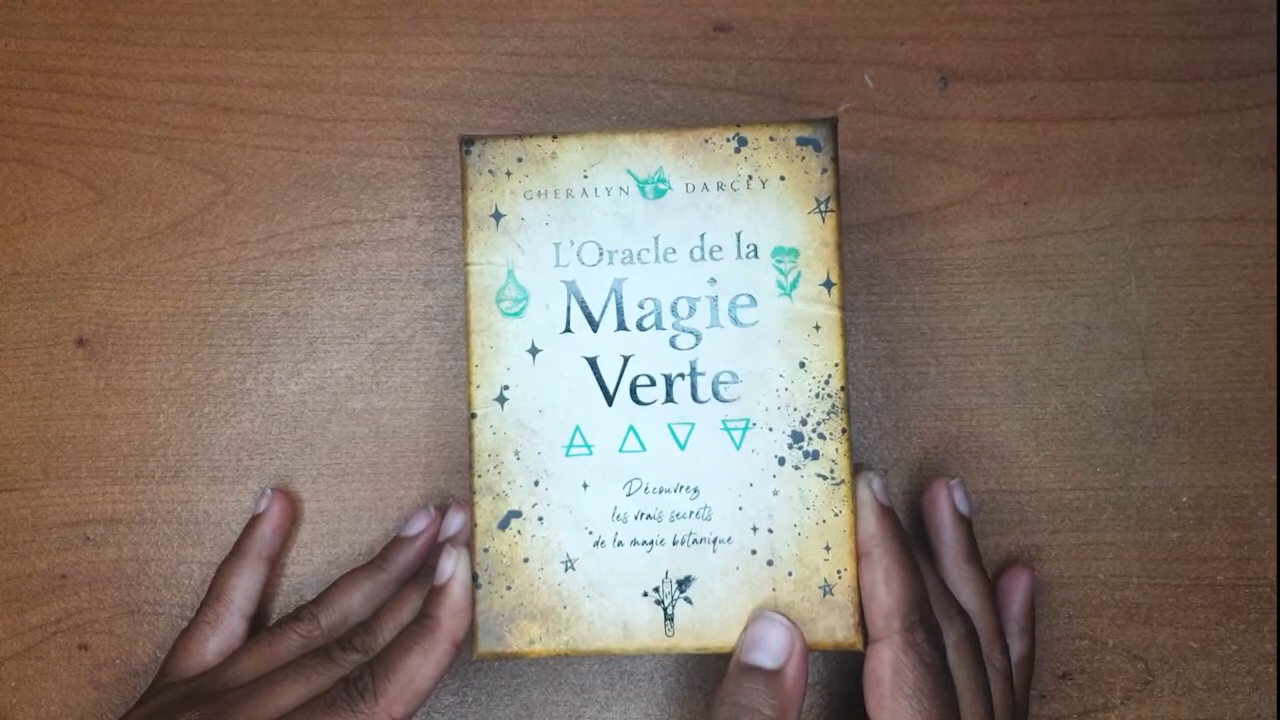 CHERALYN DARCEY
L'Oracle de la
Magie
Verte
Découvrez
les vrais secrets
de la magie botanique